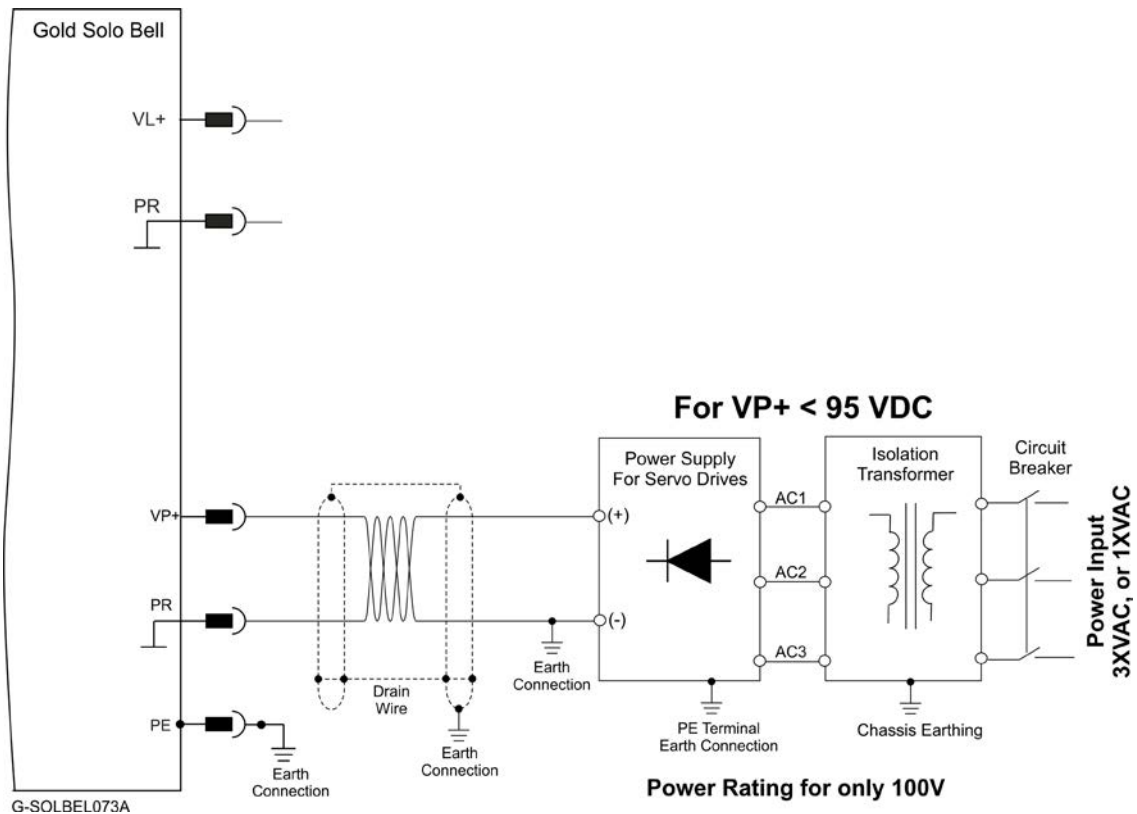 Gold Solo Bell
VL+
PR
For VP+ < 95 VDC
Power Supply
For Servo Drives
Isolation
Transformer
Circuit
Breaker
AC1
VP+
(+)
AC2
Power Input
3XVAC, or 1XVAC
PR
(-)
AC3
Earth
Connection
Drain
Wire
PE
PE Terminal
Earth Connection
Chassis Earthing
Earth
Connection
Earth
Connection
Power Rating for only 100V
G-SOLBEL073A